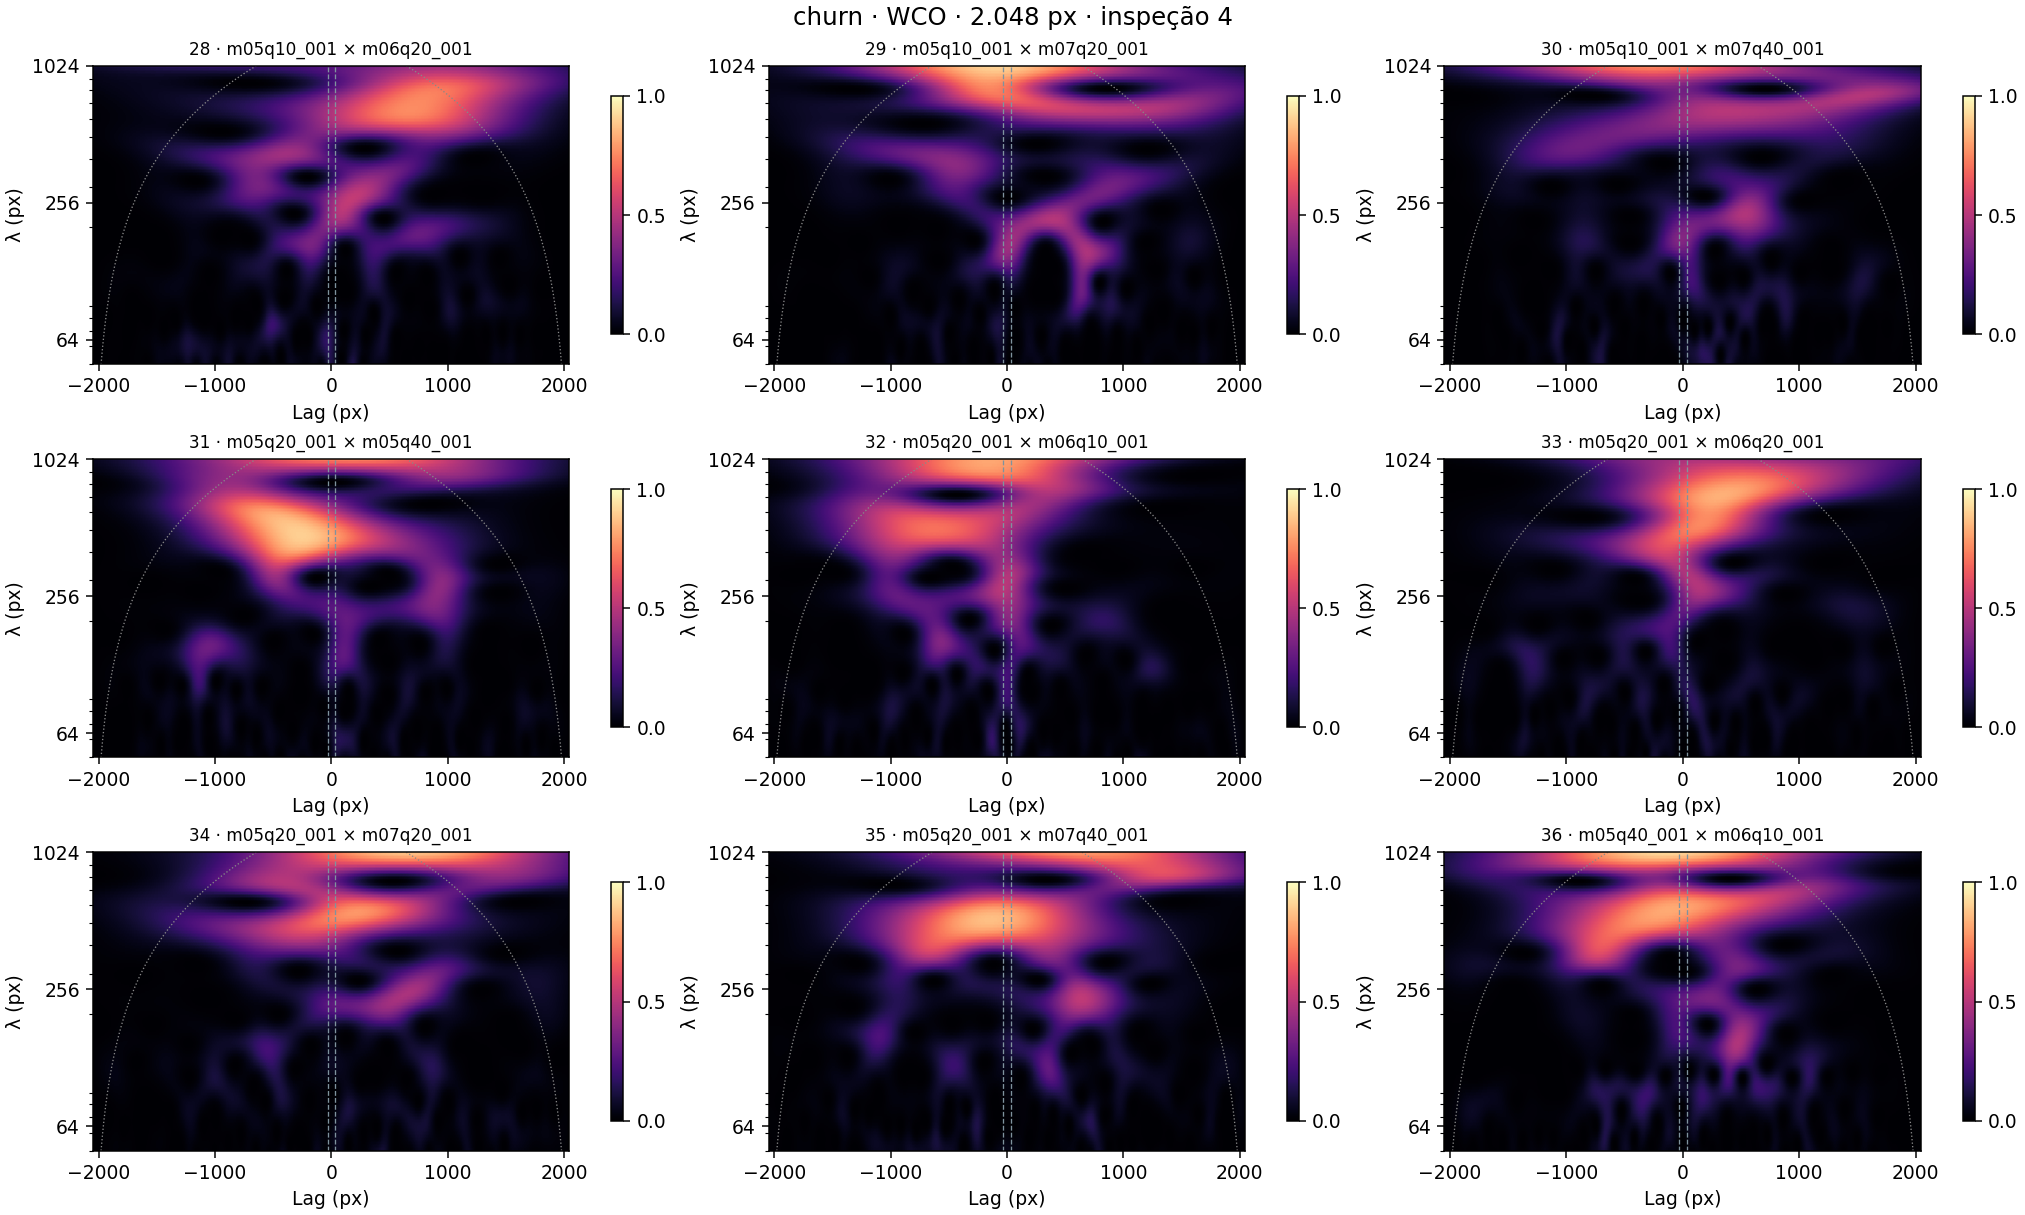 churn · WCO · 2.048 px · inspeção 4
28 · m05q10_001 × m06q20_001
29 · m05q10_001 × m07q20_001
30 · m05q10_001 × m07q40_001
1024
256
64
λ (px)
−2000 −1000 0 1000 2000
Lag (px)
1.0
0.5
0.0
1024
256
64
λ (px)
−2000 −1000 0 1000 2000
Lag (px)
1.0
0.5
0.0
1024
256
64
λ (px)
−2000 −1000 0 1000 2000
Lag (px)
1.0
0.5
0.0
31 · m05q20_001 × m05q40_001
32 · m05q20_001 × m06q10_001
33 · m05q20_001 × m06q20_001
1024
256
64
λ (px)
−2000 −1000 0 1000 2000
Lag (px)
1.0
0.5
0.0
1024
256
64
λ (px)
−2000 −1000 0 1000 2000
Lag (px)
1.0
0.5
0.0
1024
256
64
λ (px)
−2000 −1000 0 1000 2000
Lag (px)
1.0
0.5
0.0
34 · m05q20_001 × m07q20_001
35 · m05q20_001 × m07q40_001
36 · m05q40_001 × m06q10_001
1024
256
64
λ (px)
−2000 −1000 0 1000 2000
Lag (px)
1.0
0.5
0.0
1024
256
64
λ (px)
−2000 −1000 0 1000 2000
Lag (px)
1.0
0.5
0.0
1024
256
64
λ (px)
−2000 −1000 0 1000 2000
Lag (px)
1.0
0.5
0.0